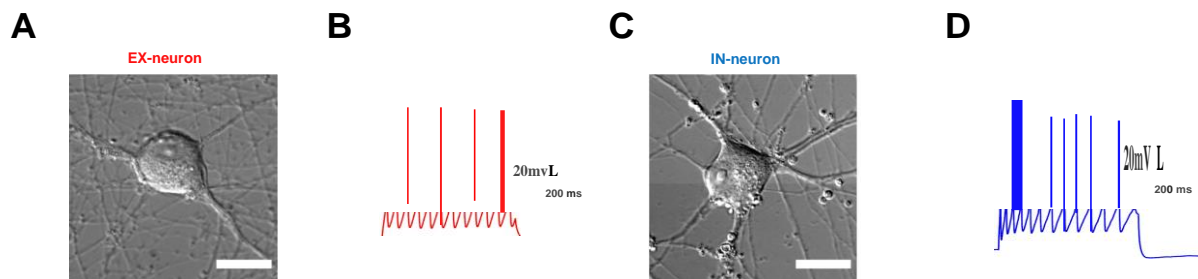 A
B
C
D
EX-neuron
IN-neuron
20mvL
200 ms
20mV L
200 ms